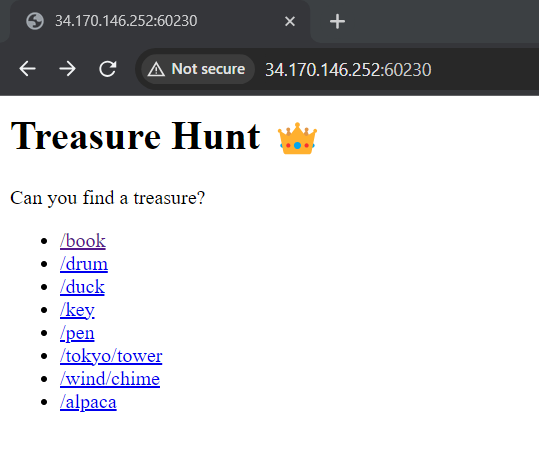 34.170.146.252:60230
Not secure 34.170.146.252:60230
Treasure Hunt 👑
Can you find a treasure?
/book
/drum
/duck
/key
/pen
/tokyo/tower
/wind/chime
/alpaca